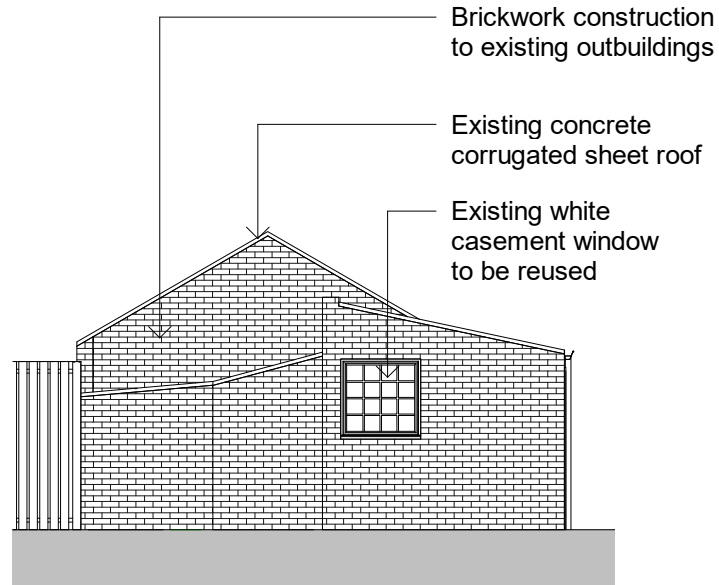 Brickwork construction
to existing outbuildings
Existing concrete
corrugated sheet roof
Existing white
casement window
to be reused